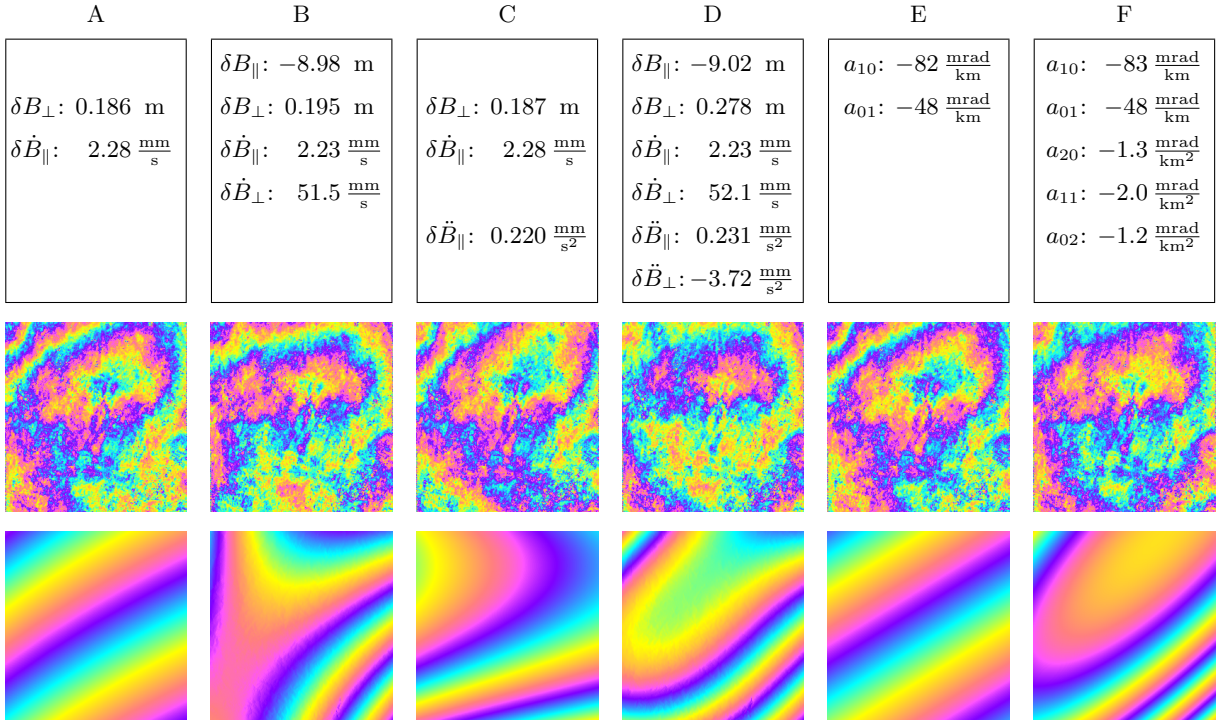 A B C D E F
δB⊥: 0.186 m
δḂ∥: 2.28 mm/s
δB∥: −8.98 m
δB⊥: 0.195 m
δḂ∥: 2.23 mm/s
δḂ⊥: 51.5 mm/s
δB⊥: 0.187 m
δḂ∥: 2.28 mm/s
δB̈∥: 0.220 mm/s²
δB∥: −9.02 m
δB⊥: 0.278 m
δḂ∥: 2.23 mm/s
δḂ⊥: 52.1 mm/s
δB̈∥: 0.231 mm/s²
δB̈⊥: −3.72 mm/s²
a₁₀: −82 mrad/km
a₀₁: −48 mrad/km
a₁₀: −83 mrad/km
a₀₁: −48 mrad/km
a₂₀: −1.3 mrad/km²
a₁₁: −2.0 mrad/km²
a₀₂: −1.2 mrad/km²